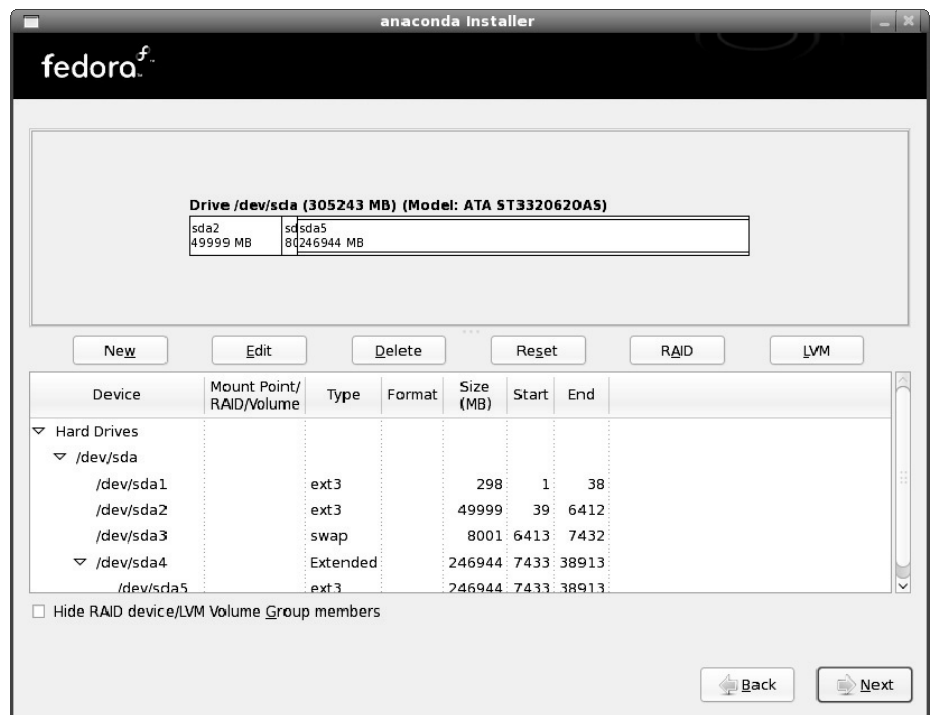 anaconda Installer
fedora
Drive /dev/sda (305243 MB) (Model: ATA ST3320620AS)
sda2 sd sda5
49999 MB 80 246944 MB
New Edit Delete Reset RAID LVM
Device Mount Point/ RAID/Volume Type Format Size (MB) Start End
Hard Drives
/dev/sda
/dev/sda1 ext3 298 1 38
/dev/sda2 ext3 49999 39 6412
/dev/sda3 swap 8001 6413 7432
/dev/sda4 Extended 246944 7433 38913
/dev/sda5 ext3 246944 7433 38913
Hide RAID device/LVM Volume Group members
Back Next